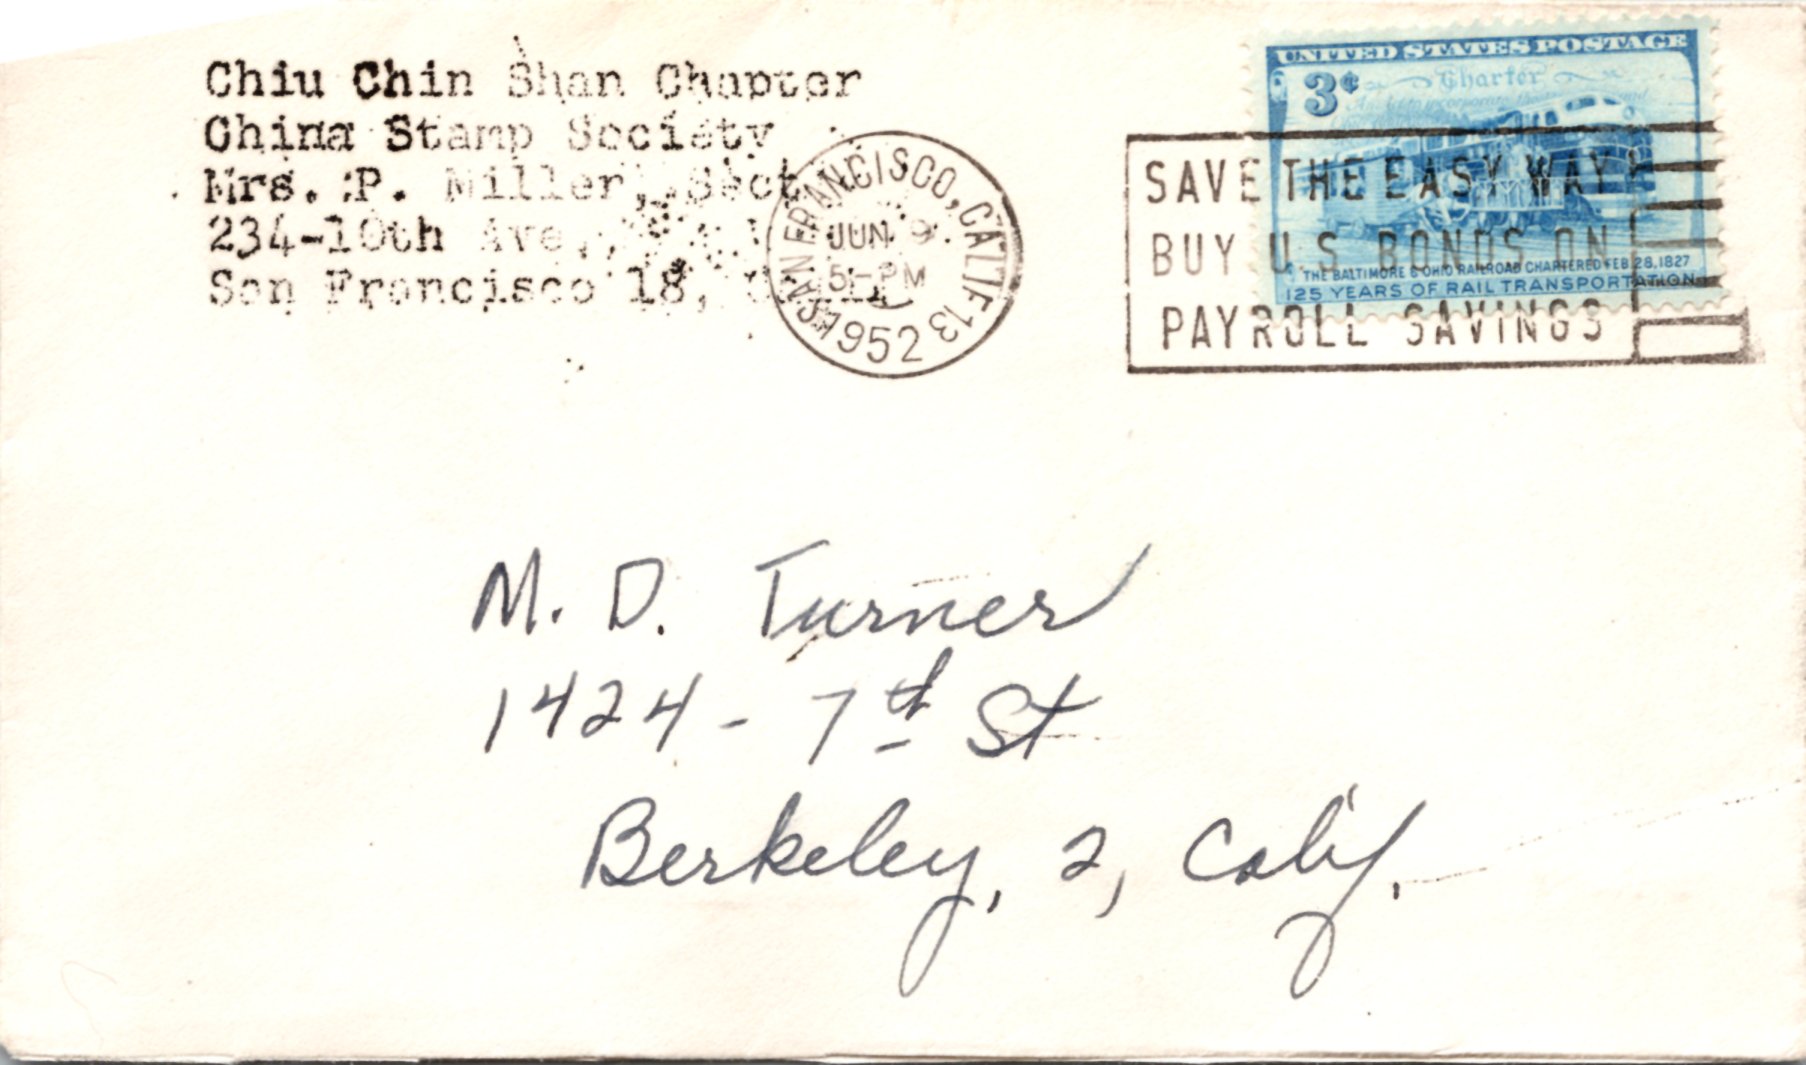 Chiu Chin Shan Chapter
China Stamp Society
Mrs. P. Miller, Sect
234-10th Ave.,
San Francisco 18, Calif
SAN FRANCISCO, CALIF 13
JUN 9
5-PM
1952
SAVE THE EASY WAY
BUY U.S. BONDS ON
PAYROLL SAVINGS
UNITED STATES POSTAGE
3¢
Charter
THE BALTIMORE & OHIO RAILROAD CHARTERED FEB 28, 1827
125 YEARS OF RAIL TRANSPORTATION
M. D. Turner
1424 - 7th St
Berkeley, 2, Calif.